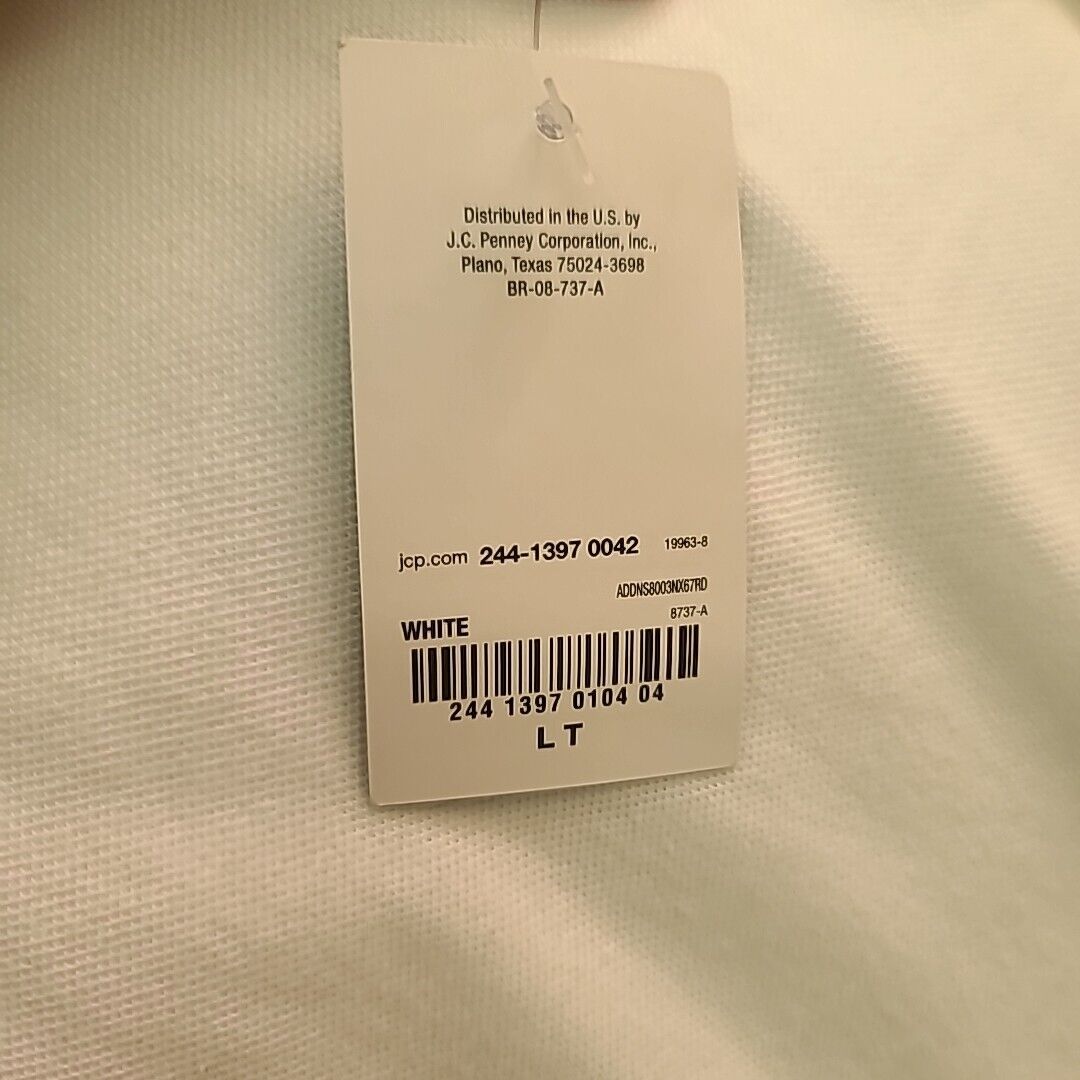 Distributed in the U.S. by
J.C. Penney Corporation, Inc.,
Plano, Texas 75024-3698
BR-08-737-A
jcp.com 244-1397 0042 19963-8
ADDNS8003NX67RD
8737-A
WHITE
244 1397 0104 04
L T